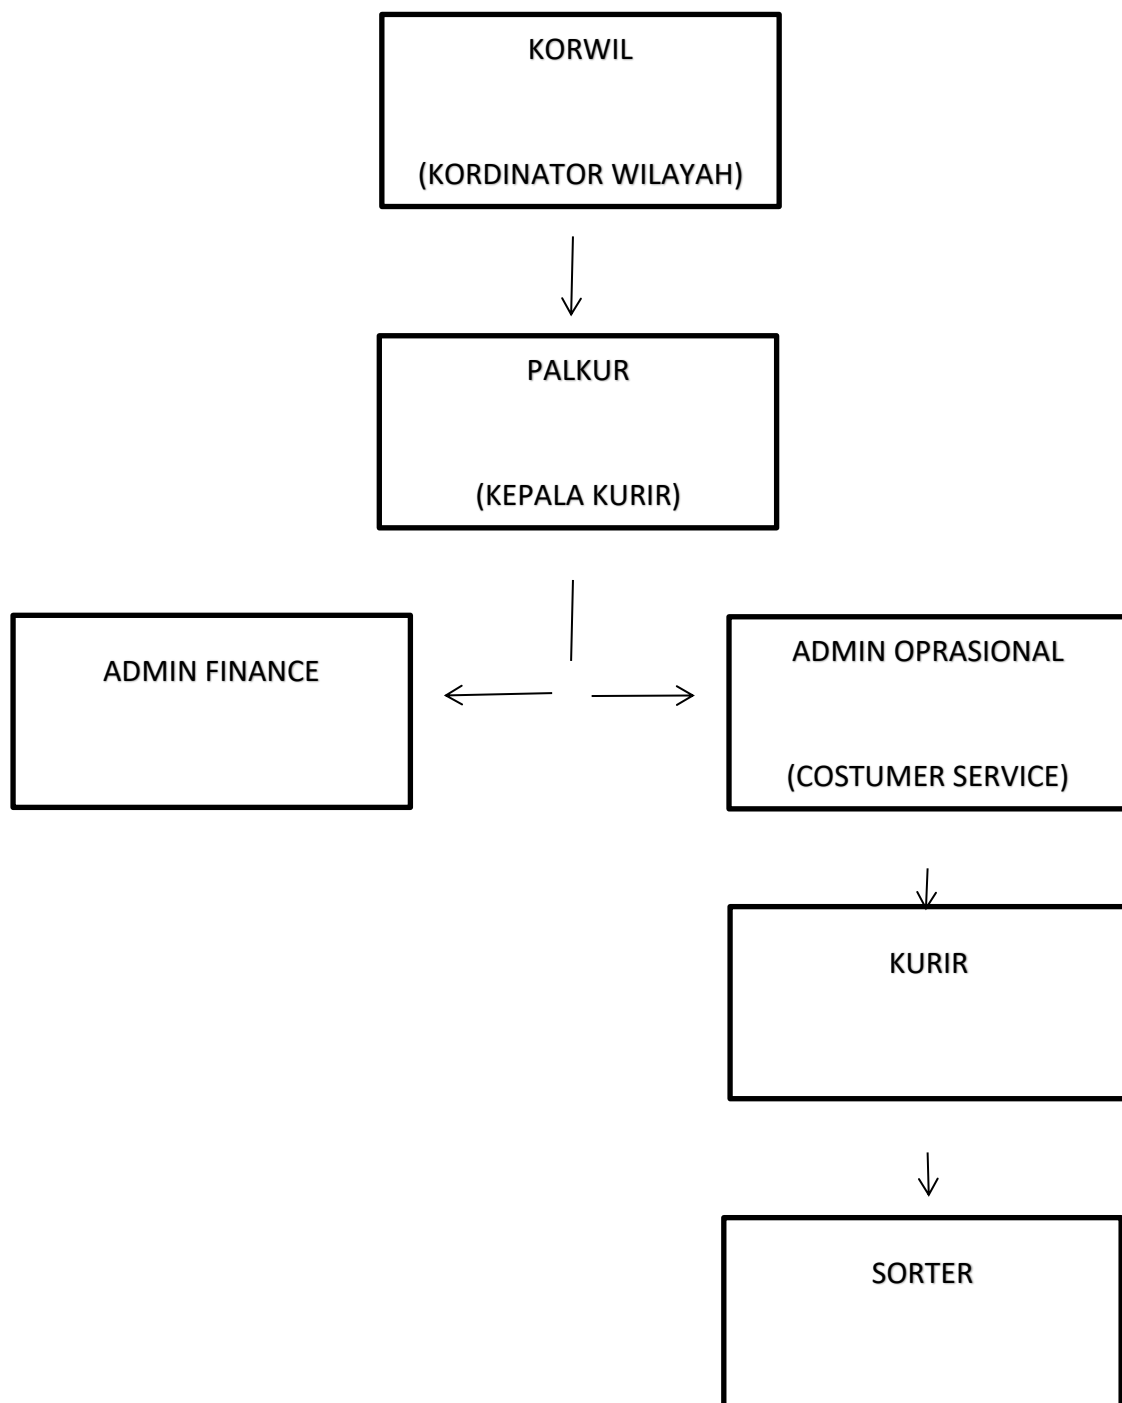 KORWIL
(KORDINATOR WILAYAH)
PALKUR
(KEPALA KURIR)
ADMIN FINANCE
ADMIN OPRASIONAL
(COSTUMER SERVICE)
KURIR
SORTER